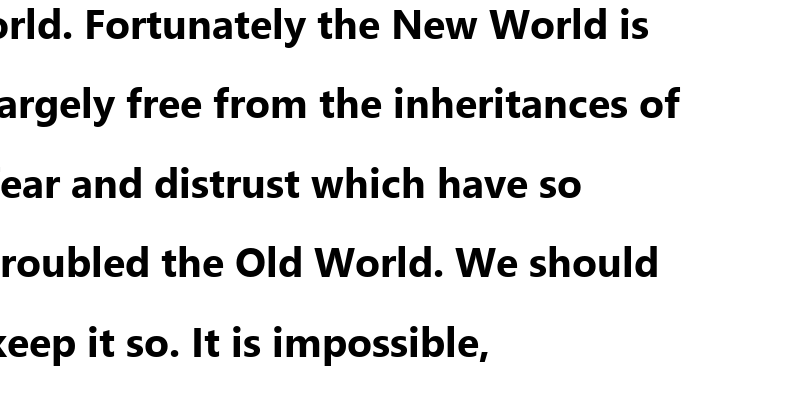 orld. Fortunately the New World is
argely free from the inheritances of
ear and distrust which have so
roubled the Old World. We should
keep it so. It is impossible,